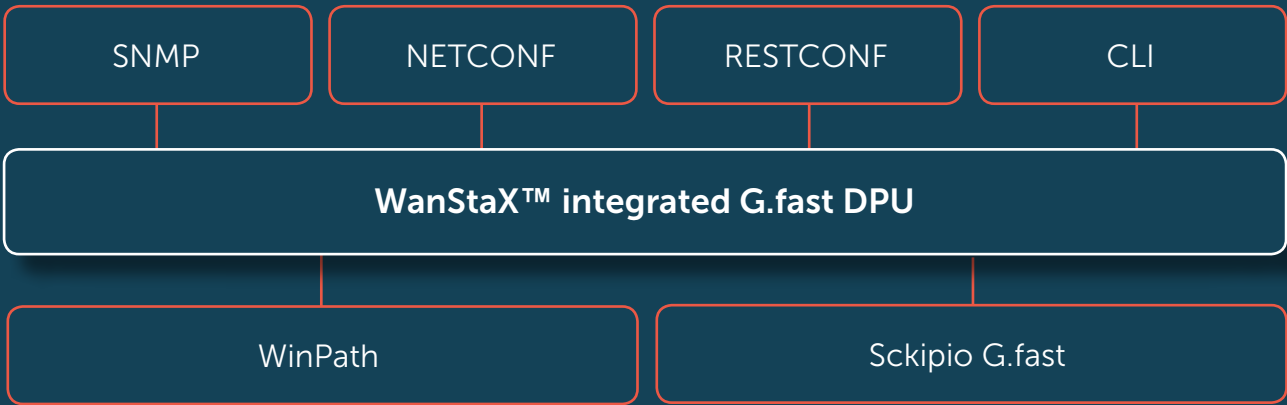 SNMP
NETCONF
RESTCONF
CLI
WanStaX™ integrated G.fast DPU
WinPath
Sckipio G.fast